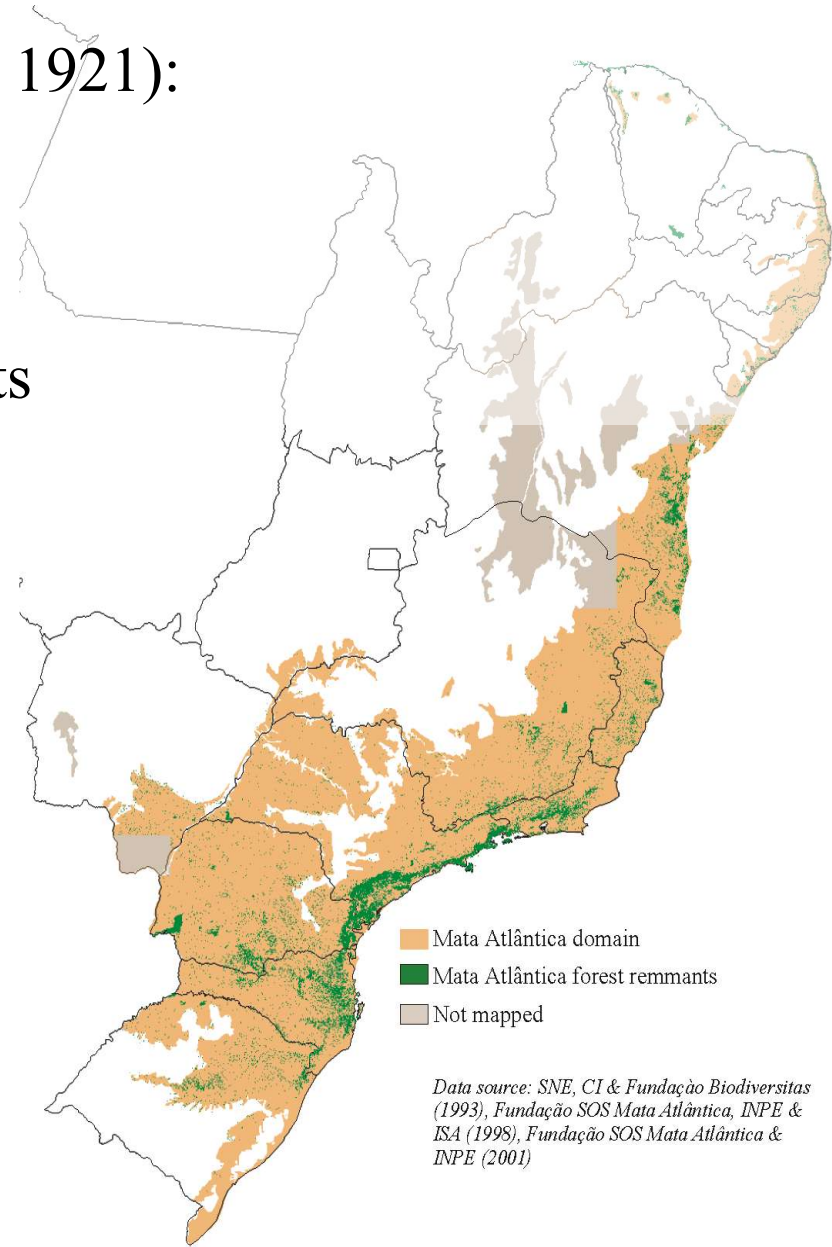 1921):
ts
Mata Atlântica domain
Mata Atlântica forest remmants
Not mapped
Data source: SNE, CI & Fundaçào Biodiversitas
(1993), Fundação SOS Mata Atlântica, INPE &
ISA (1998), Fundação SOS Mata Atlântica &
INPE (2001)